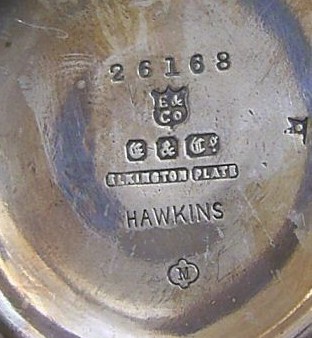 26168
E &
CO
E & Co
ELKINGTON PLATE
HAWKINS
M